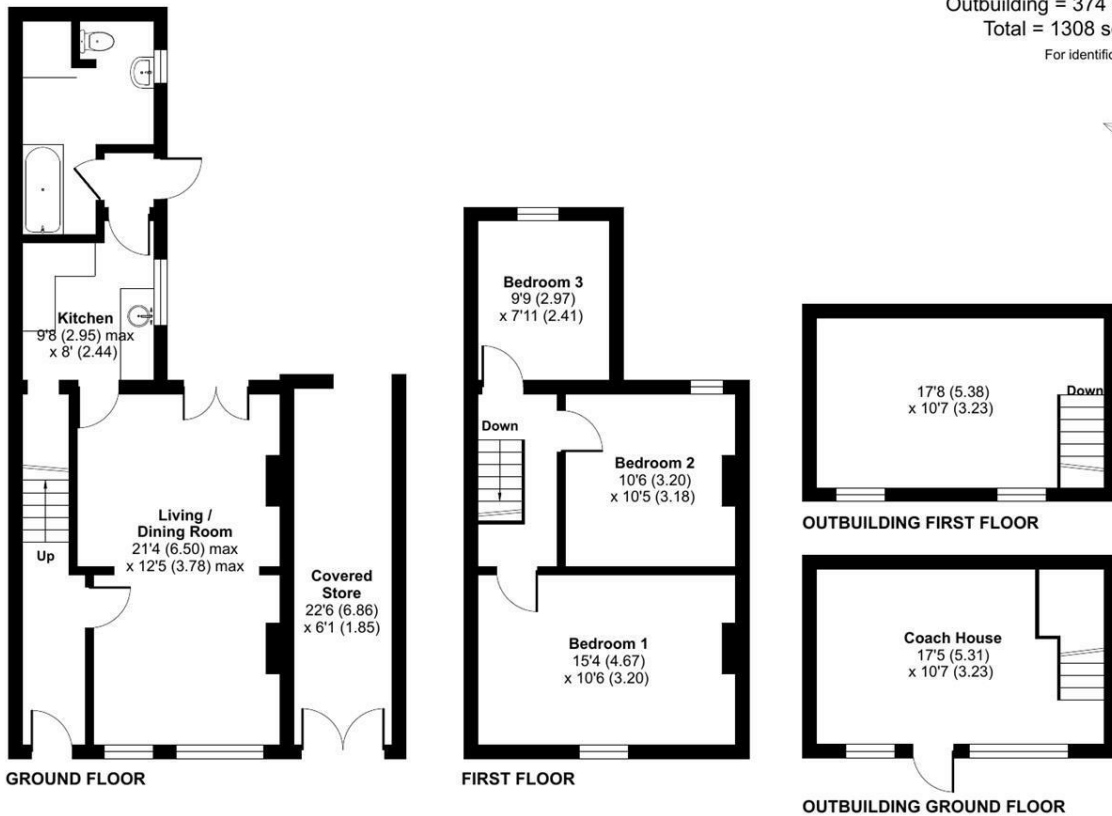 Outbuilding = 374
Total = 1308
For
Kitchen
9'8 (2.95) max
x 8' (2.44)
Living /
Dining Room
21'4 (6.50) max
x 12'5 (3.78) max
Up
Covered
Store
22'6 (6.86)
x 6'1 (1.85)
GROUND FLOOR
Bedroom 3
9'9 (2.97)
x 7'11 (2.41)
Down
Bedroom 2
10'6 (3.20)
x 10'5 (3.18)
Bedroom 1
15'4 (4.67)
x 10'6 (3.20)
FIRST FLOOR
17'8 (5.38)
x 10'7 (3.23)
Down
OUTBUILDING FIRST FLOOR
Coach House
17'5 (5.31)
x 10'7 (3.23)
OUTBUILDING GROUND FLOOR